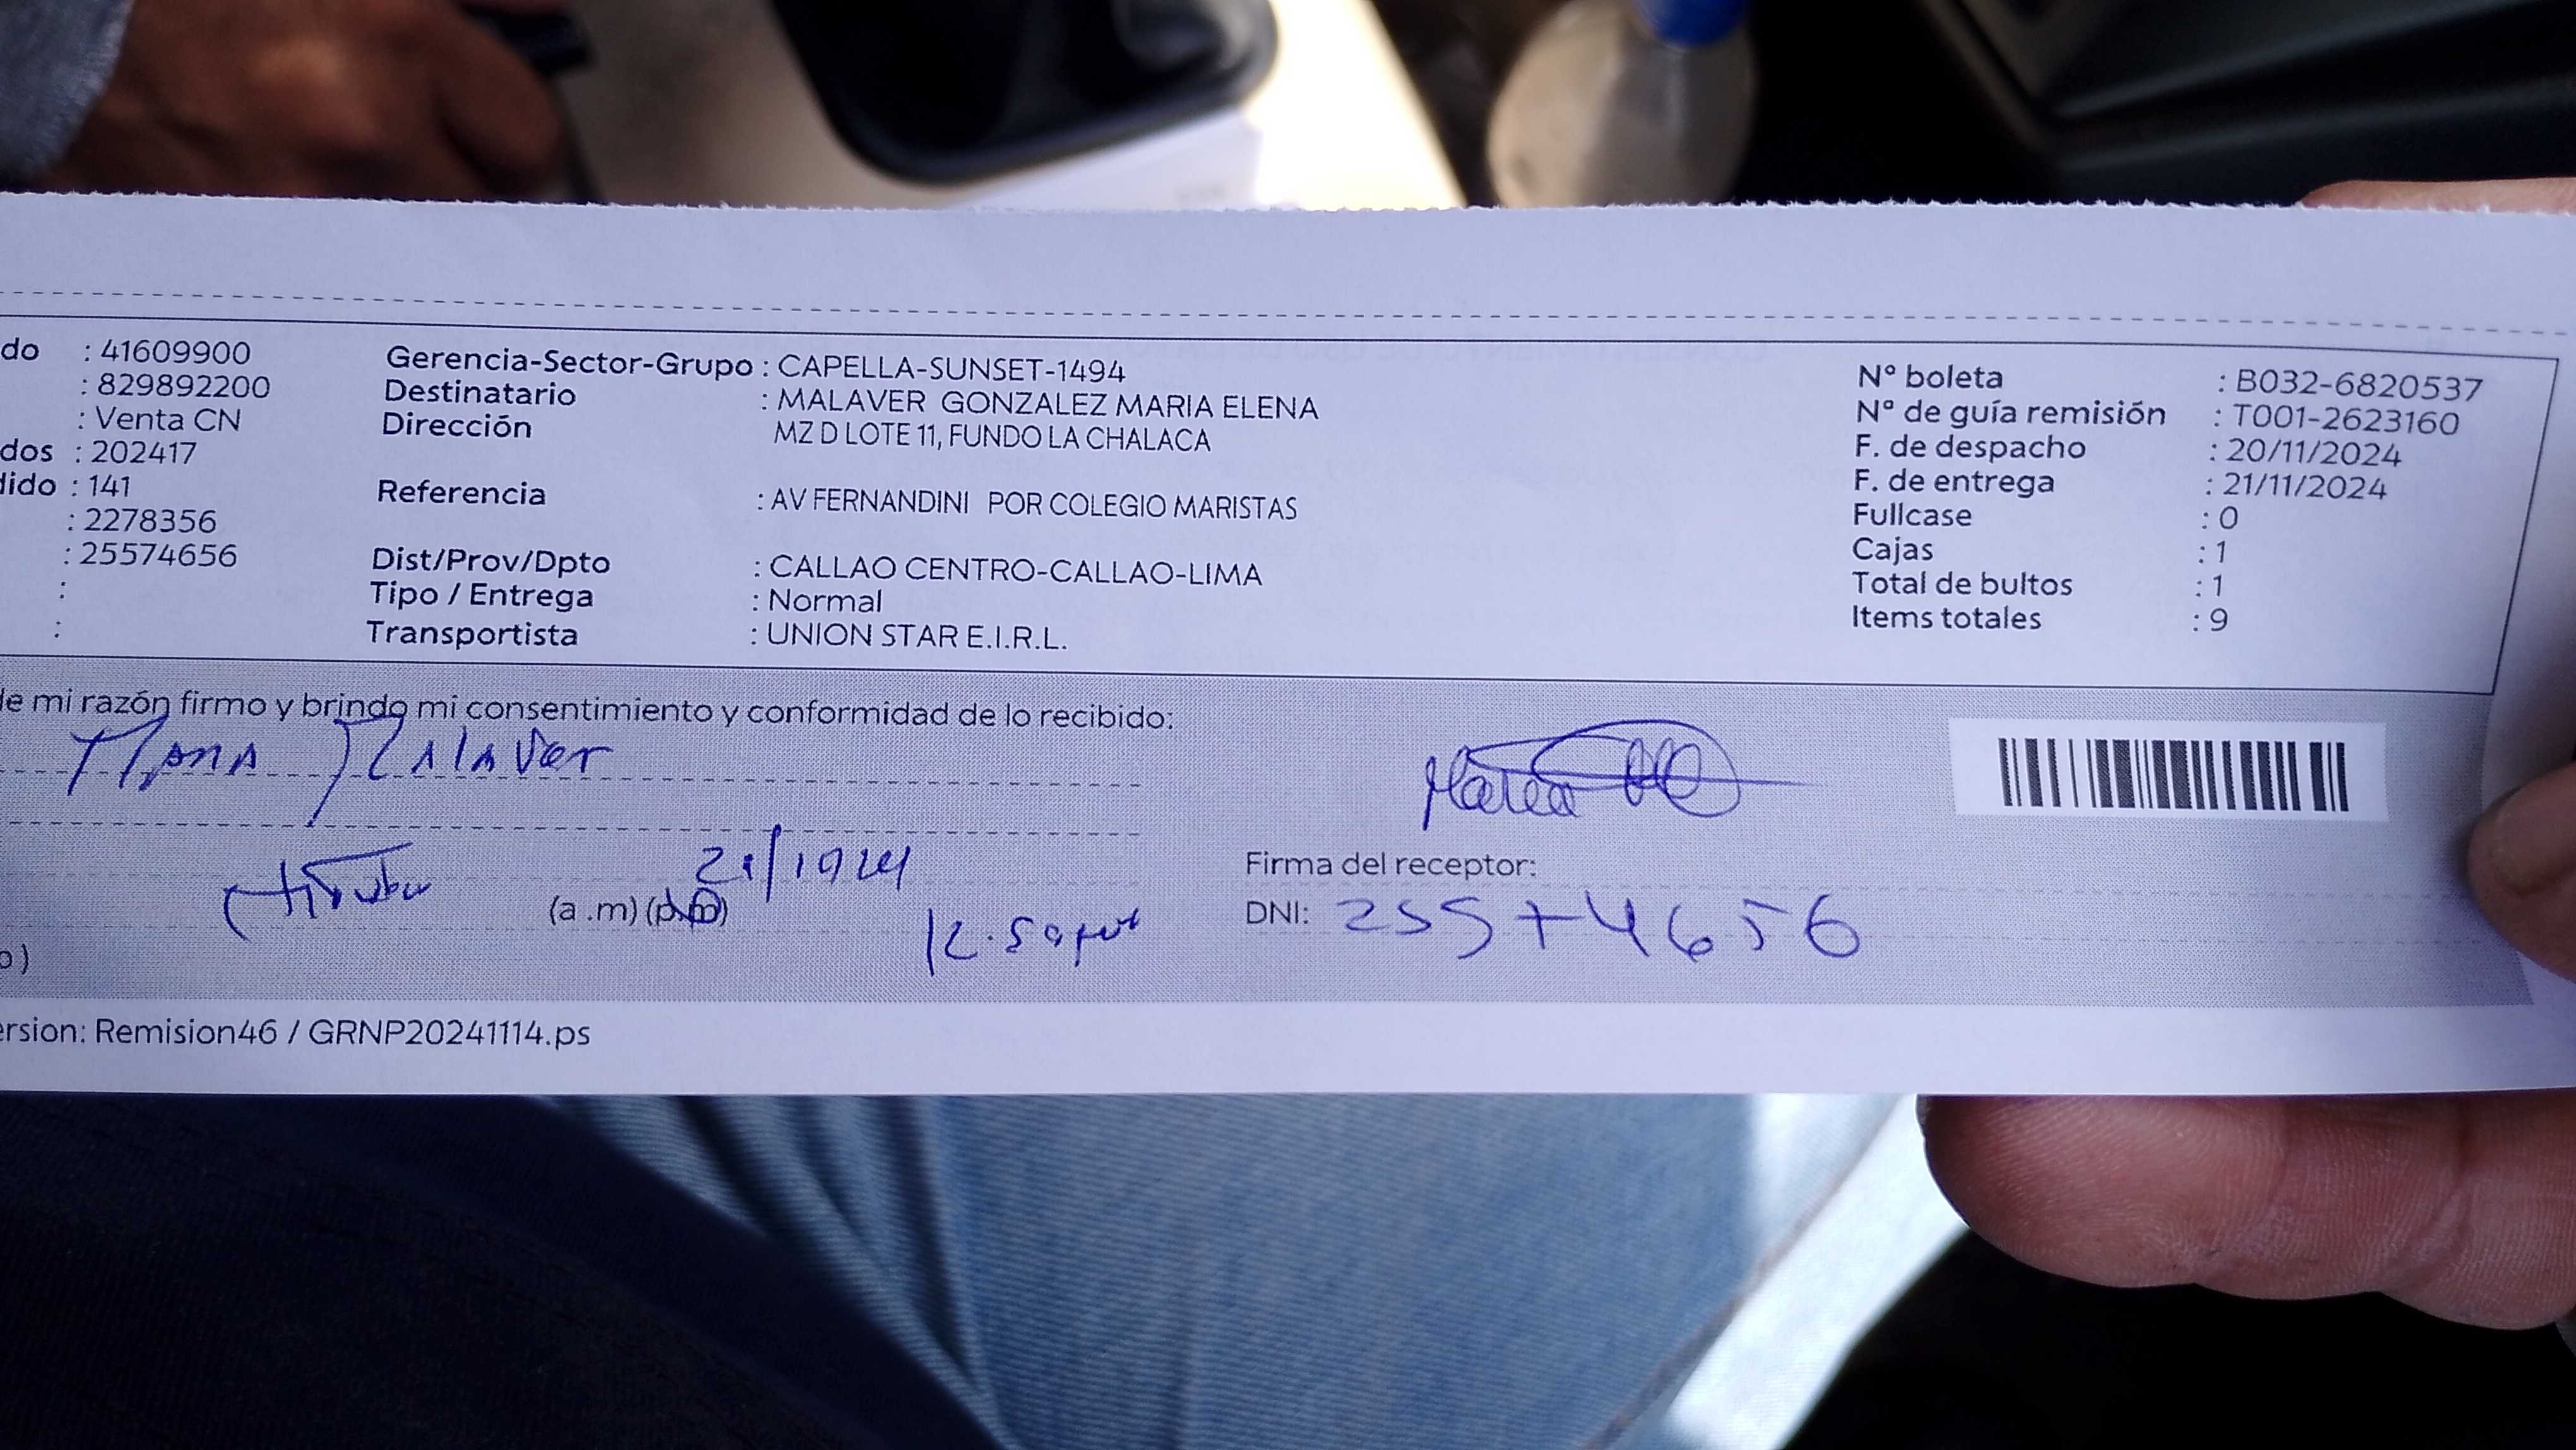 do : 41609900
: 829892200
: Venta CN
dos : 202417
dido : 141
: 2278356
: 25574656
:
:
Gerencia-Sector-Grupo : CAPELLA-SUNSET-1494
Destinatario : MALAVER GONZALEZ MARIA ELENA
Dirección MZ D LOTE 11, FUNDO LA CHALACA
Referencia : AV FERNANDINI POR COLEGIO MARISTAS
Dist/Prov/Dpto : CALLAO CENTRO-CALLAO-LIMA
Tipo / Entrega : Normal
Transportista : UNION STAR E.I.R.L.
N° boleta : B032-6820537
N° de guía remisión : T001-2623160
F. de despacho : 20/11/2024
F. de entrega : 21/11/2024
Fullcase : 0
Cajas : 1
Total de bultos : 1
Items totales : 9
de mi razón firmo y brindo mi consentimiento y conformidad de lo recibido:
Malaver
Maria
(a .m) (p.m)
Firma del receptor:
DNI: 25574656
o)
ersion: Remision46 / GRNP20241114.ps